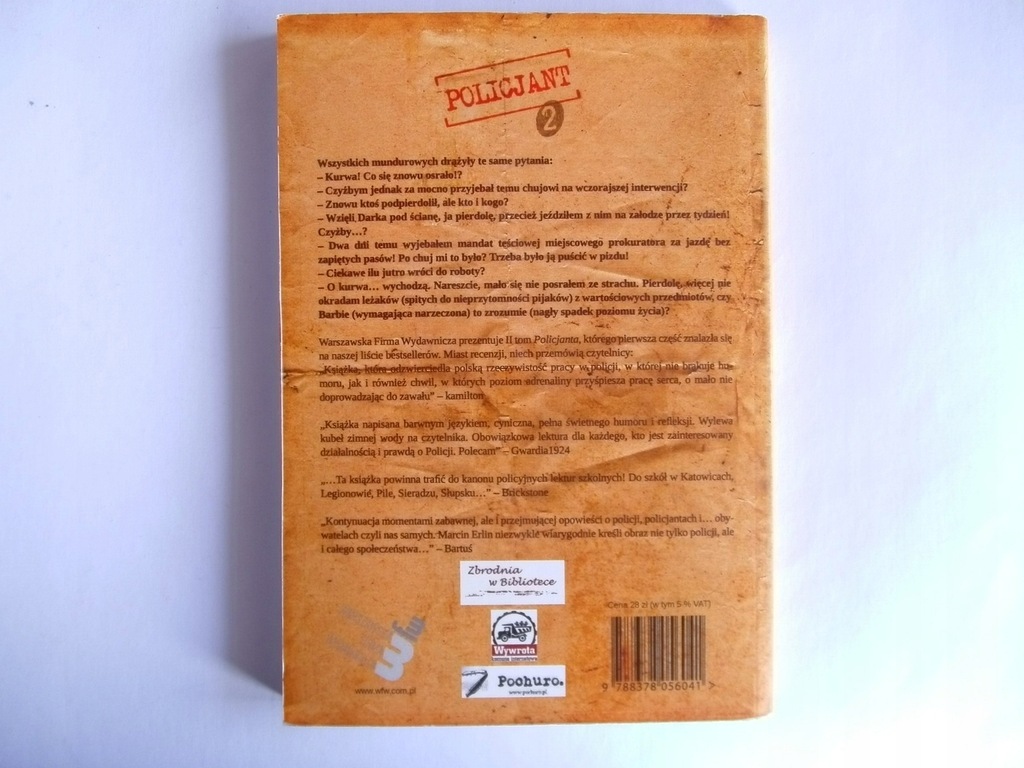 POLICJANT
2
Wszystkich mundurowych drążyły te same pytania:
– Kurwa! Co się znowu osrało!?
– Czyżbym jednak za mocno przyjebał temu chujowi na wczorajszej interwencji?
– Znowu ktoś podpierdolił, ale kto i kogo?
– Wzięli Darka pod ścianę, ja pierdolę, przecież jeździłem z nim na załodze przez tydzień!
Czyżby…?
– Dwa dni temu wyjebałem mandat teściowej miejscowego prokuratora za jazdę bez
zapiętych pasów! Po chuj mi to było? Trzeba było ją puścić w pizdu!
– Ciekawe ilu jutro wróci do roboty?
– O kurwa… wychodzą. Nareszcie, mało się nie posrałem ze strachu. Pierdolę, więcej nie
okradam leżaków (spitych do nieprzytomności pijaków) z wartościowych przedmiotów, czy
Barbie (wymagająca narzeczona) to zrozumie (nagły spadek poziomu życia)?
Warszawska Firma Wydawnicza prezentuje II tom Policjanta, którego pierwsza część znalazła się
na naszej liście bestsellerów. Miast recenzji, niech przemówią czytelnicy:
„Książka, która odzwierciedla polską rzeczywistość pracy w policji, w której nie brakuje hu-
moru, jak i również chwil, w których poziom adrenaliny przyśpiesza pracę serca, o mało nie
doprowadzając do zawału” – kamilton
„Książka napisana barwnym językiem, cyniczna, pełna świetnego humoru i refleksji. Wylewa
kubeł zimnej wody na czytelnika. Obowiązkowa lektura dla każdego, kto jest zainteresowany
działalnością i prawdą o Policji. Polecam” – Gwardia1924
„…Ta książka powinna trafić do kanonu policyjnych lektur szkolnych! Do szkół w Katowicach,
Legionowie, Pile, Sieradzu, Słupsku…” – Brickstone
„Kontynuacja momentami zabawnej, ale i przejmującej opowieści o policji, policjantach i… oby-
watelach czyli nas samych. Marcin Erlin niezwykle wiarygodnie kreśli obraz nie tylko policji, ale
i całego społeczeństwa…” – Bartuś
Zbrodnia
w Bibliotece
Wywrota
wfw
www.wfw.com.pl
Pochuro.
www.pochuro.pl
Cena 28 zł (w tym 5 % VAT)
9 788378 056041 >